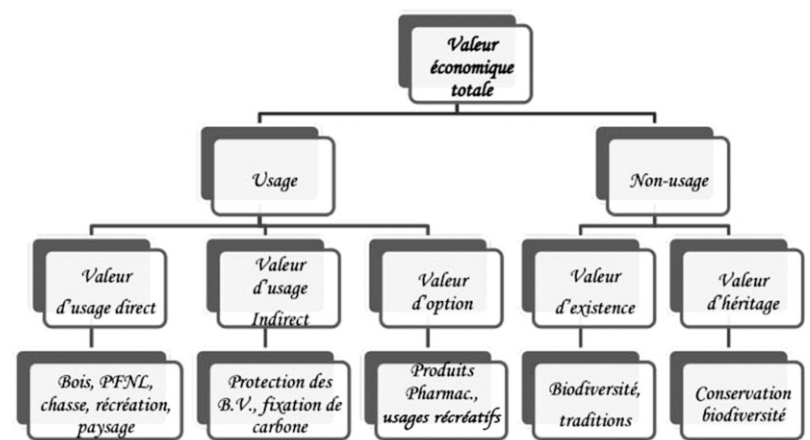 Valeur
économique
totale
Usage
Non-usage
Valeur
d'usage direct
Valeur
d'usage
Indirect
Valeur
d'option
Valeur
d'existence
Valeur
d'héritage
Bois, PFNL,
chasse, récréation,
paysage
Protection des
B.V., fixation de
carbone
Produits
Pharmac.,
usages récréatifs
Biodiversité,
traditions
Conservation
biodiversité